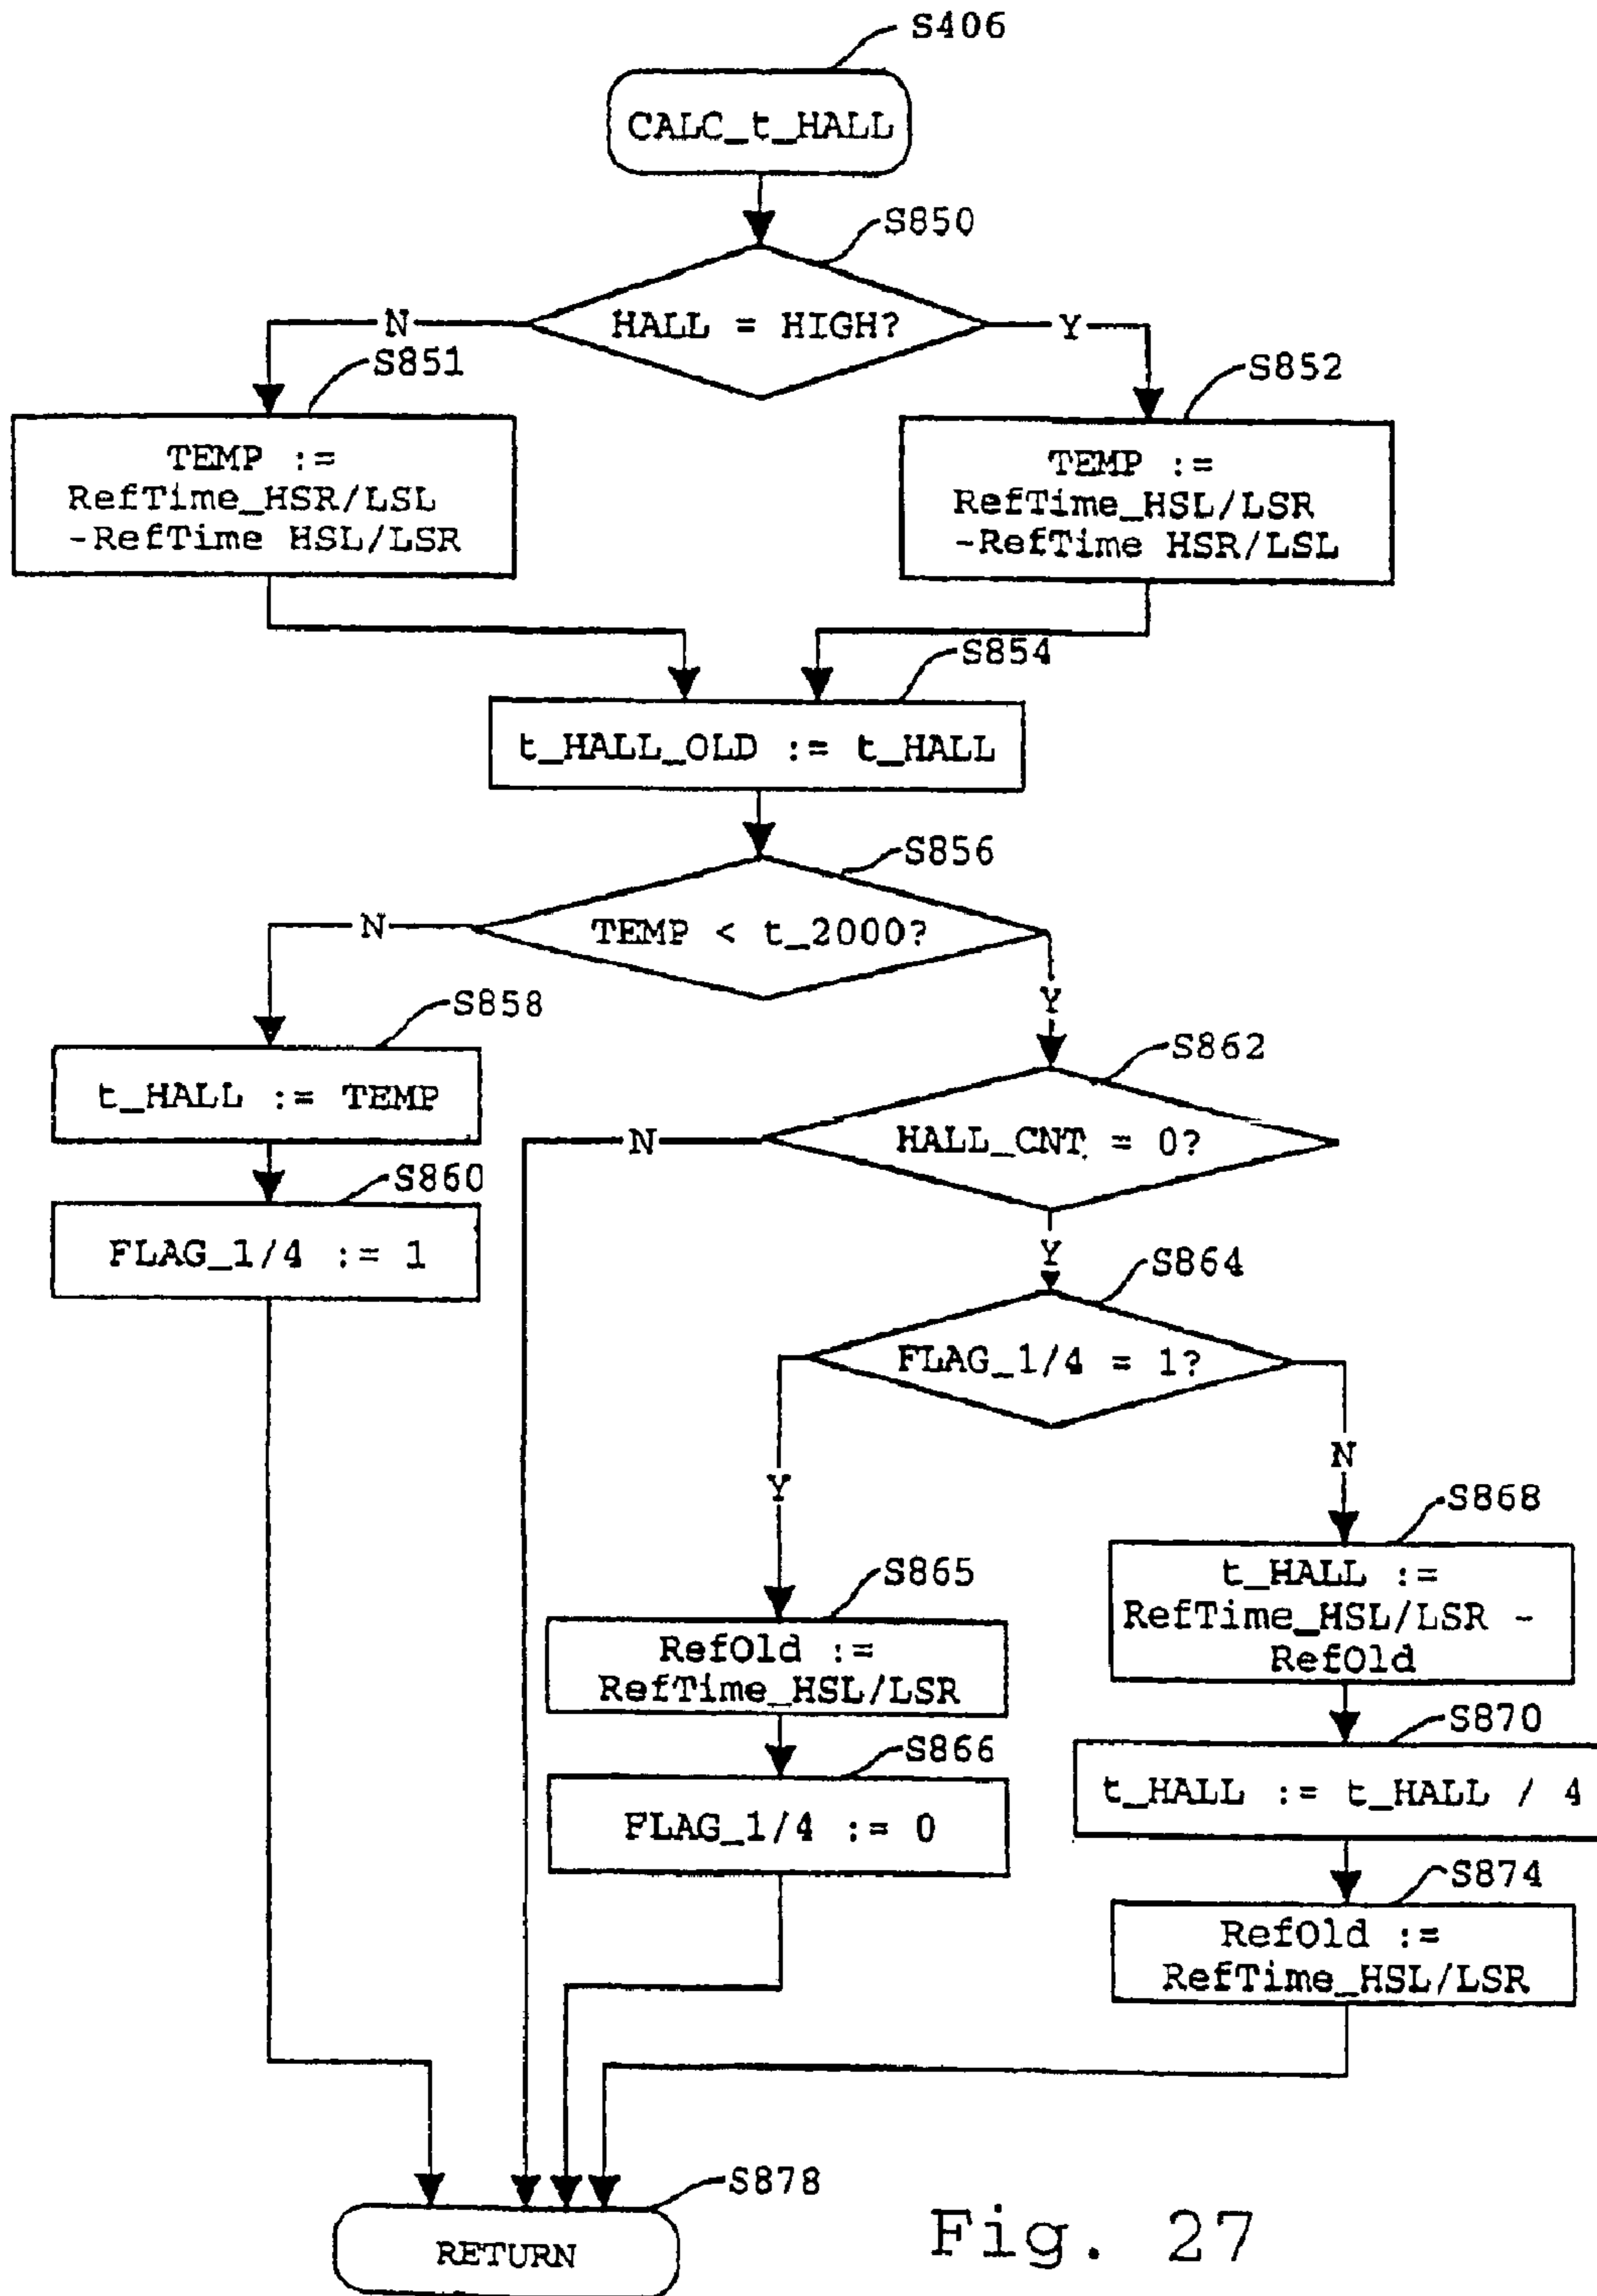 S406
CALC_t_HALL
S850
HALL = HIGH?
N
Y
S851
S852
TEMP :=
RefTime_HSR/LSL
-RefTime HSL/LSR
TEMP :=
RefTime_HSL/LSR
-RefTime HSR/LSL
S854
t_HALL_OLD := t_HALL
S856
TEMP < t_2000?
N
Y
S858
t_HALL := TEMP
S862
HALL_CNT = 0?
N
Y
S860
FLAG_1/4 := 1
S864
FLAG_1/4 = 1?
Y
N
S865
RefOld :=
RefTime_HSL/LSR
S868
t_HALL :=
RefTime_HSL/LSR -
RefOld
S866
FLAG_1/4 := 0
S870
t_HALL := t_HALL / 4
S874
RefOld :=
RefTime_HSL/LSR
S878
RETURN
Fig. 27